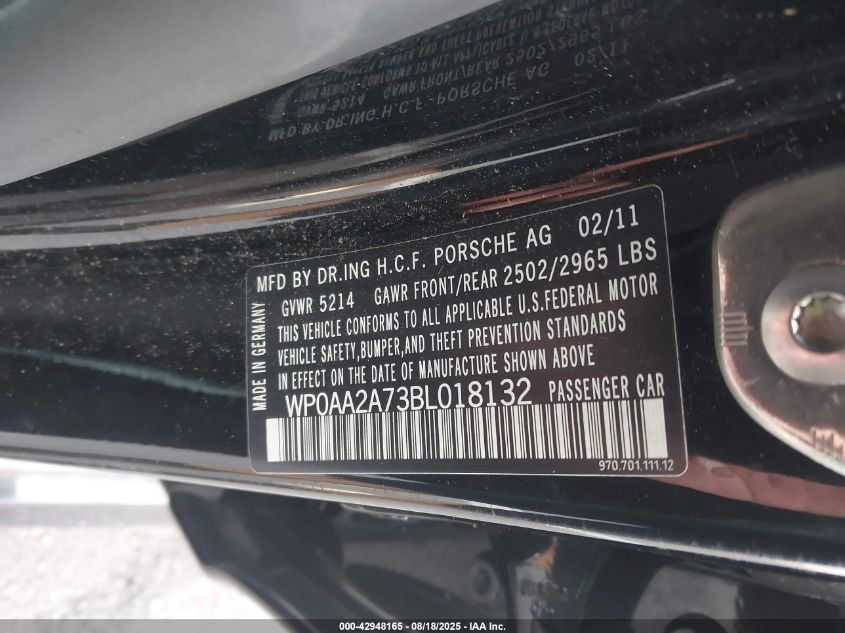 MFD BY DR.ING H.C.F. PORSCHE AG 02/11
GVWR 5214 GAWR FRONT/REAR 2502/2965 LBS
THIS VEHICLE CONFORMS TO ALL APPLICABLE U.S.FEDERAL MOTOR
VEHICLE SAFETY,BUMPER,AND THEFT PREVENTION STANDARDS
IN EFFECT ON THE DATE OF MANUFACTURE SHOWN ABOVE
WP0AA2A73BL018132 PASSENGER CAR
MADE IN GERMANY
970.701.111.12
000-42948165 - 08/18/2025 - IAA Inc.